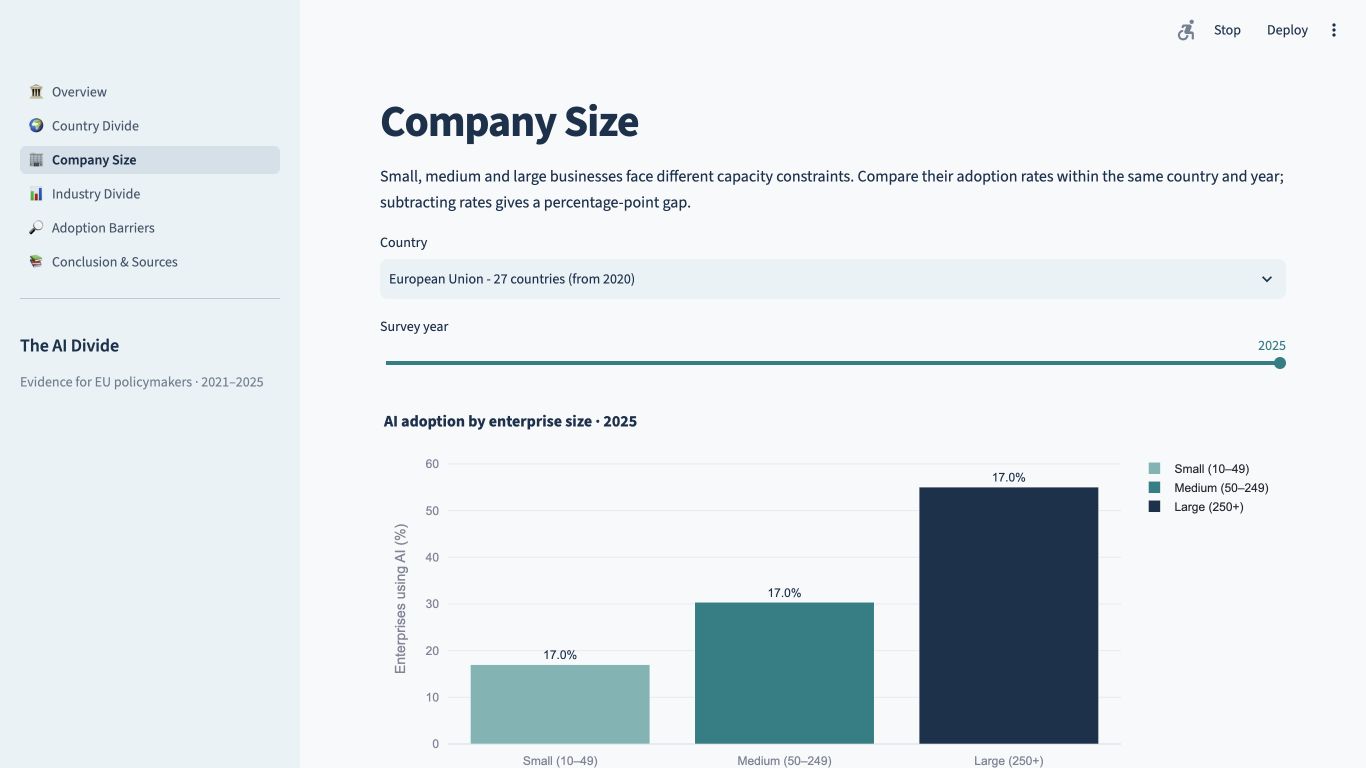 Stop
Deploy
Overview
Country Divide
Company Size
Industry Divide
Adoption Barriers
Conclusion & Sources
The AI Divide
Evidence for EU policymakers · 2021–2025
Company Size
Small, medium and large businesses face different capacity constraints. Compare their adoption rates within the same country and year;
subtracting rates gives a percentage-point gap.
Country
European Union - 27 countries (from 2020)
Survey year
2025
AI adoption by enterprise size · 2025
Enterprises using AI (%)
60
50
40
30
20
10
0
17.0%
17.0%
17.0%
Small (10–49)
Medium (50–249)
Large (250+)
Small (10–49)
Medium (50–249)
Large (250+)